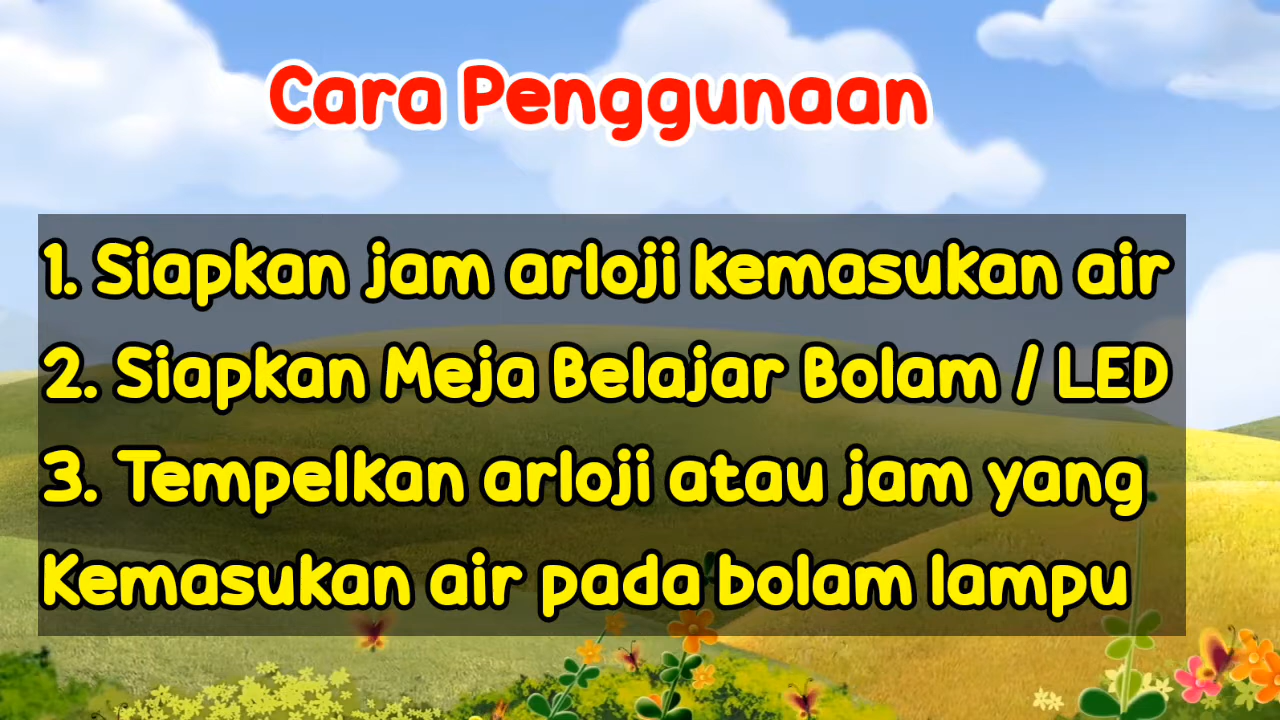 Cara Penggunaan
1. Siapkan jam arloji kemasukan air
2. Siapkan Meja Belajar Bolam / LED
3. Tempelkan arloji atau jam yang
Kemasukan air pada bolam lampu